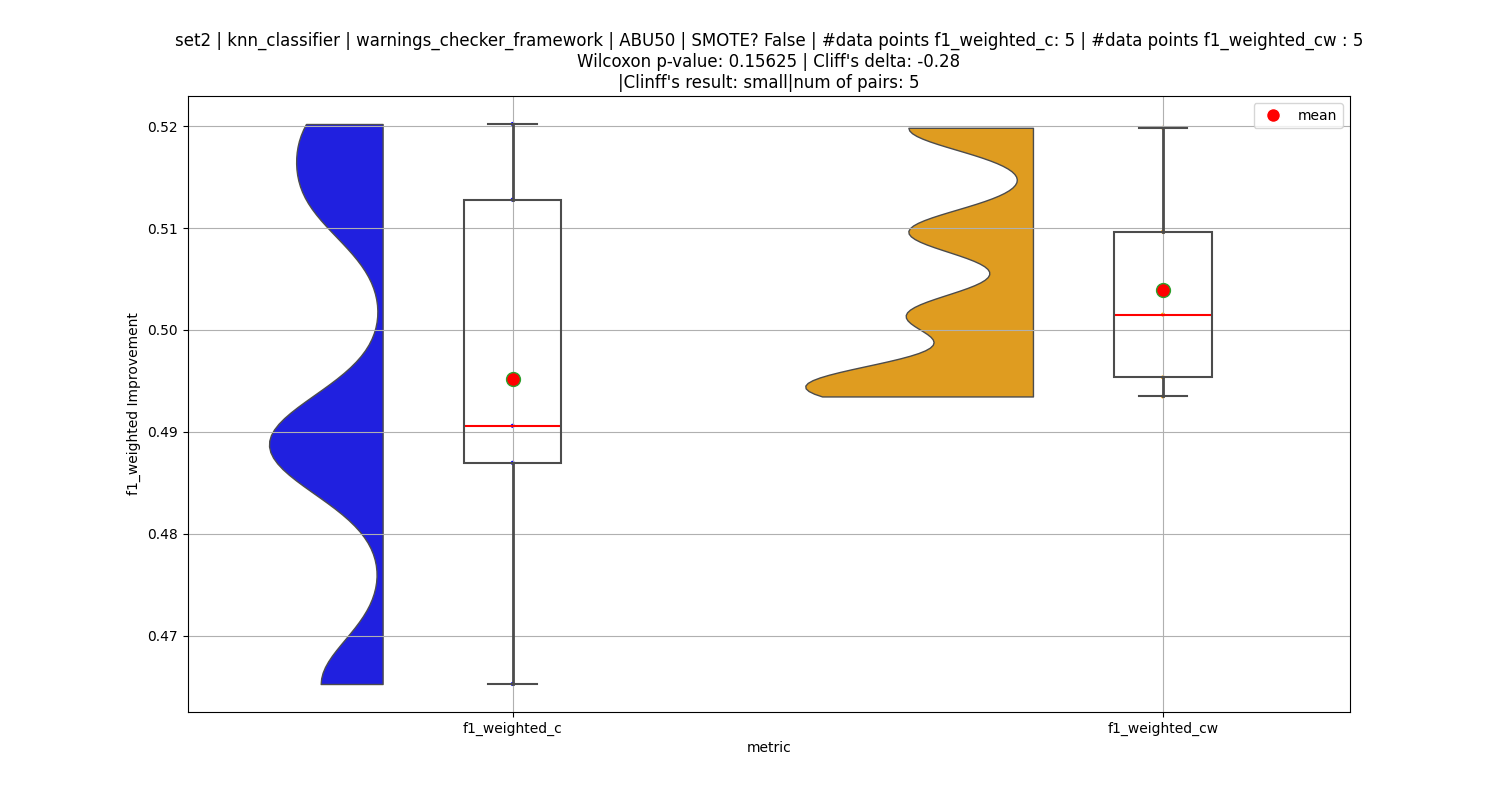 set2 | knn_classifier | warnings_checker_framework | ABU50 | SMOTE? False | #data points f1_weighted_c: 5 | #data points f1_weighted_cw : 5
Wilcoxon p-value: 0.15625 | Cliff's delta: -0.28
|Clinff's result: small|num of pairs: 5
mean
0.52
0.51
0.50
0.49
0.48
0.47
f1_weighted Improvement
f1_weighted_c
f1_weighted_cw
metric